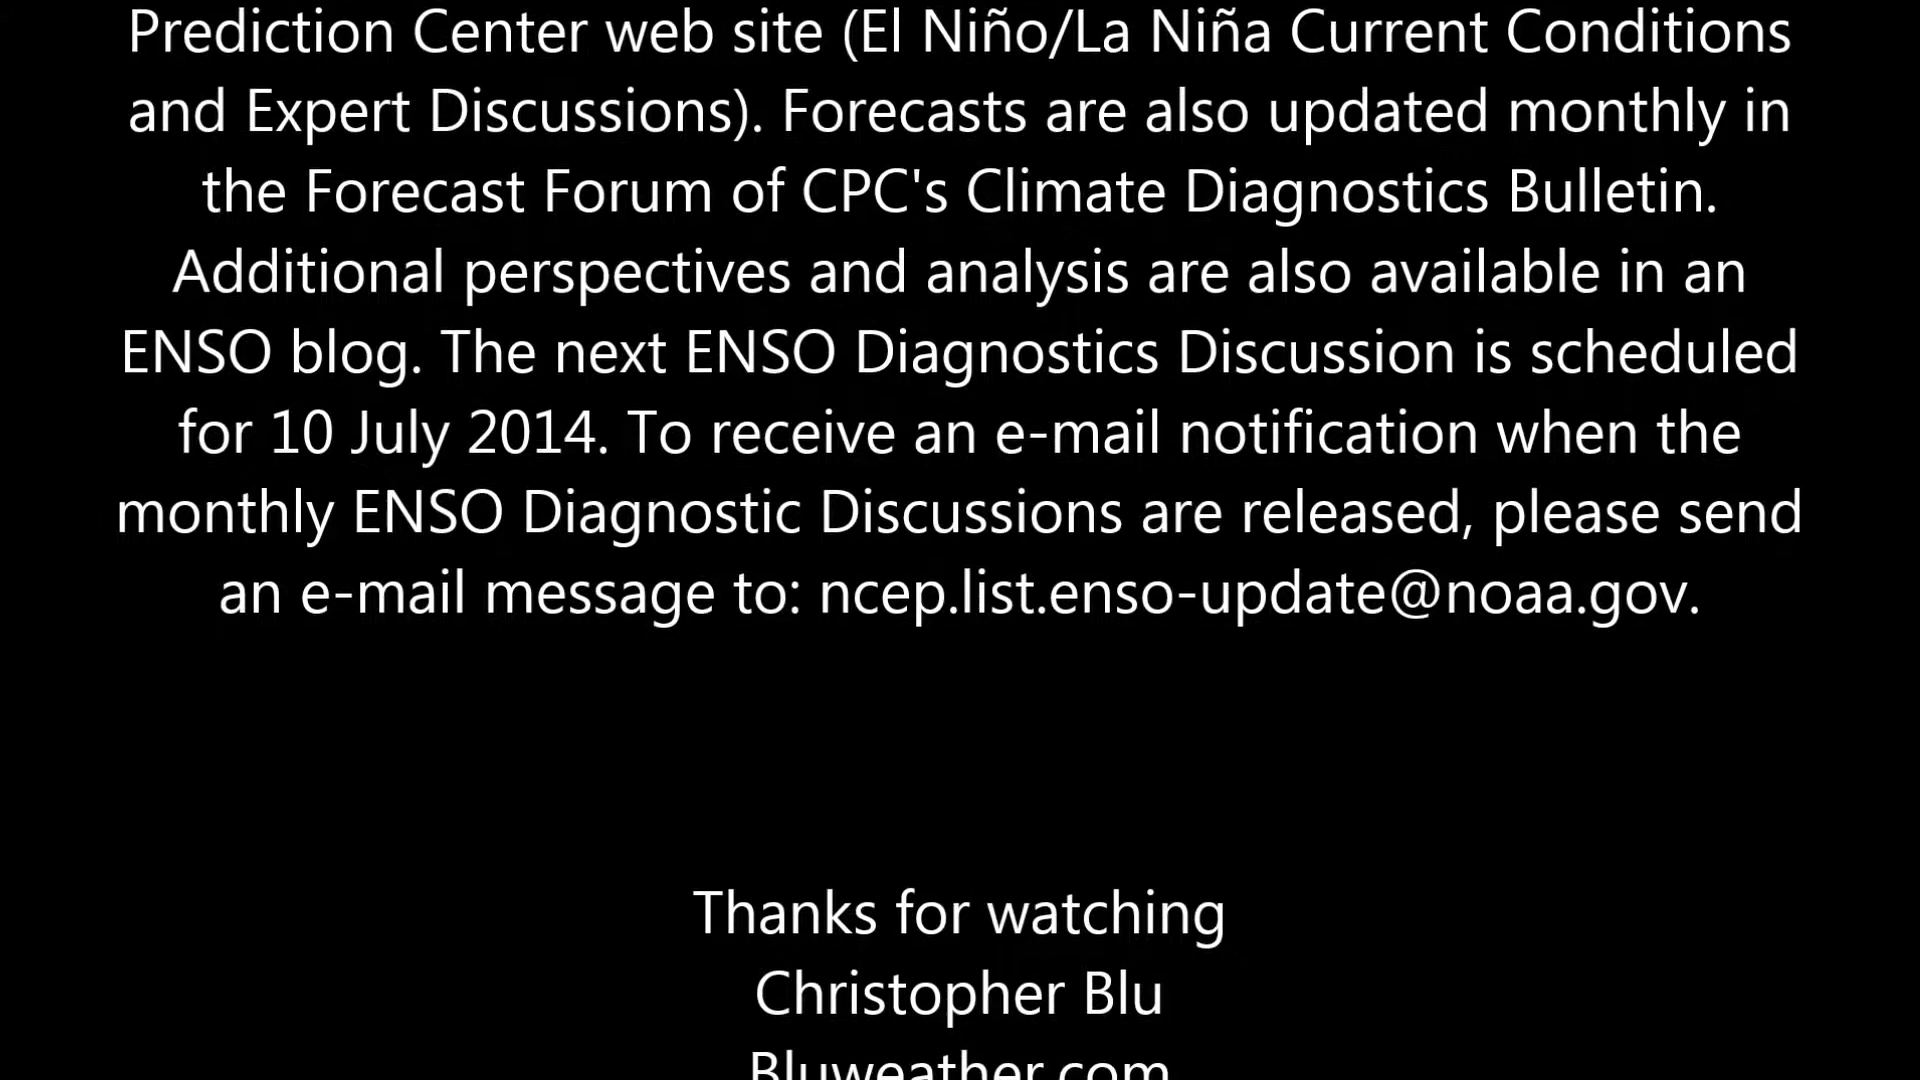 Prediction Center web site (El Niño/La Niña Current Conditions
and Expert Discussions). Forecasts are also updated monthly in
the Forecast Forum of CPC's Climate Diagnostics Bulletin.
Additional perspectives and analysis are also available in an
ENSO blog. The next ENSO Diagnostics Discussion is scheduled
for 10 July 2014. To receive an e-mail notification when the
monthly ENSO Diagnostic Discussions are released, please send
an e-mail message to: ncep.list.enso-update@noaa.gov.
Thanks for watching
Christopher Blu
Bluweather.com